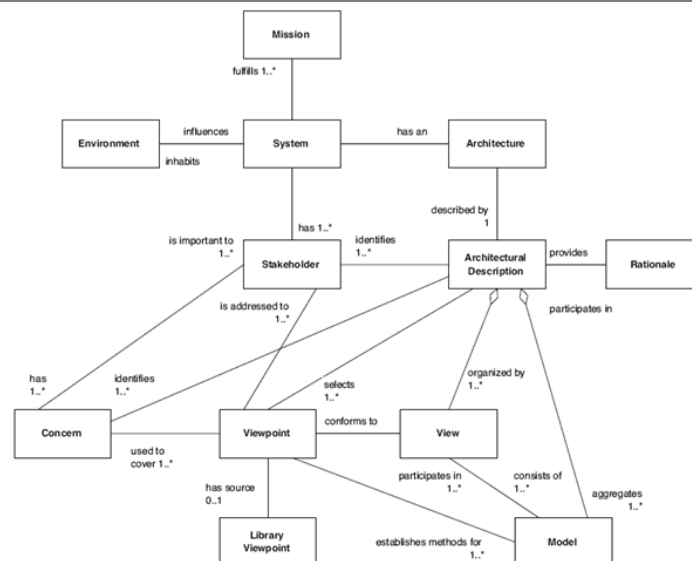 Mission
fulfills 1..*
influences
Environment
System
has an
Architecture
inhabits
described by
1
has 1..*
is important to
1..*
identifies
1..*
Stakeholder
Architectural
Description
provides
Rationale
is addressed to
1..*
participates in
has
1..*
identifies
1..*
selects
1..*
organized by
1..*
Concern
Viewpoint
conforms to
View
used to
cover 1..*
participates in
1..*
consists of
1..*
has source
0..1
aggregates
1..*
Library
Viewpoint
establishes methods for
1..*
Model